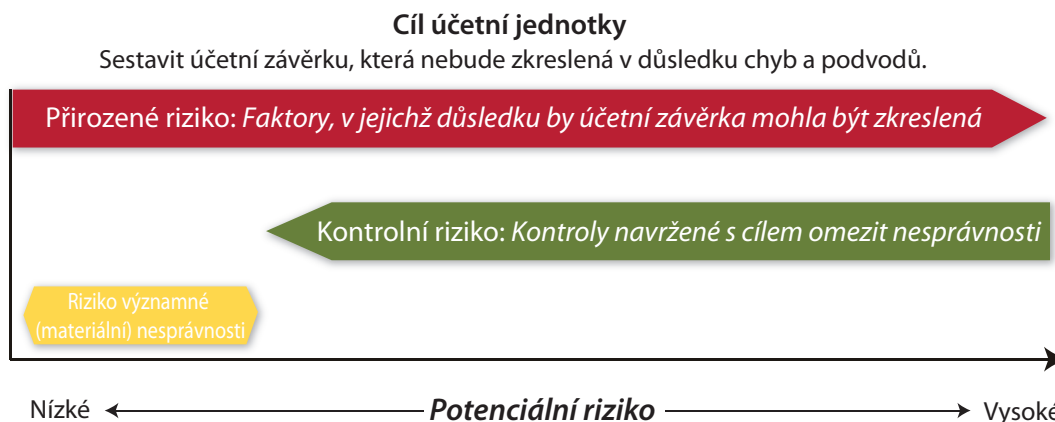 Cíl účetní jednotky
Sestavit účetní závěrku, která nebude zkreslená v důsledku chyb a podvodů.
Přirozené riziko: Faktory, v jejichž důsledku by účetní závěrka mohla být zkreslená
Kontrolní riziko: Kontroly navržené s cílem omezit nesprávnosti
Riziko významné
(materiální) nesprávnosti
Nízké Potenciální riziko Vysoké